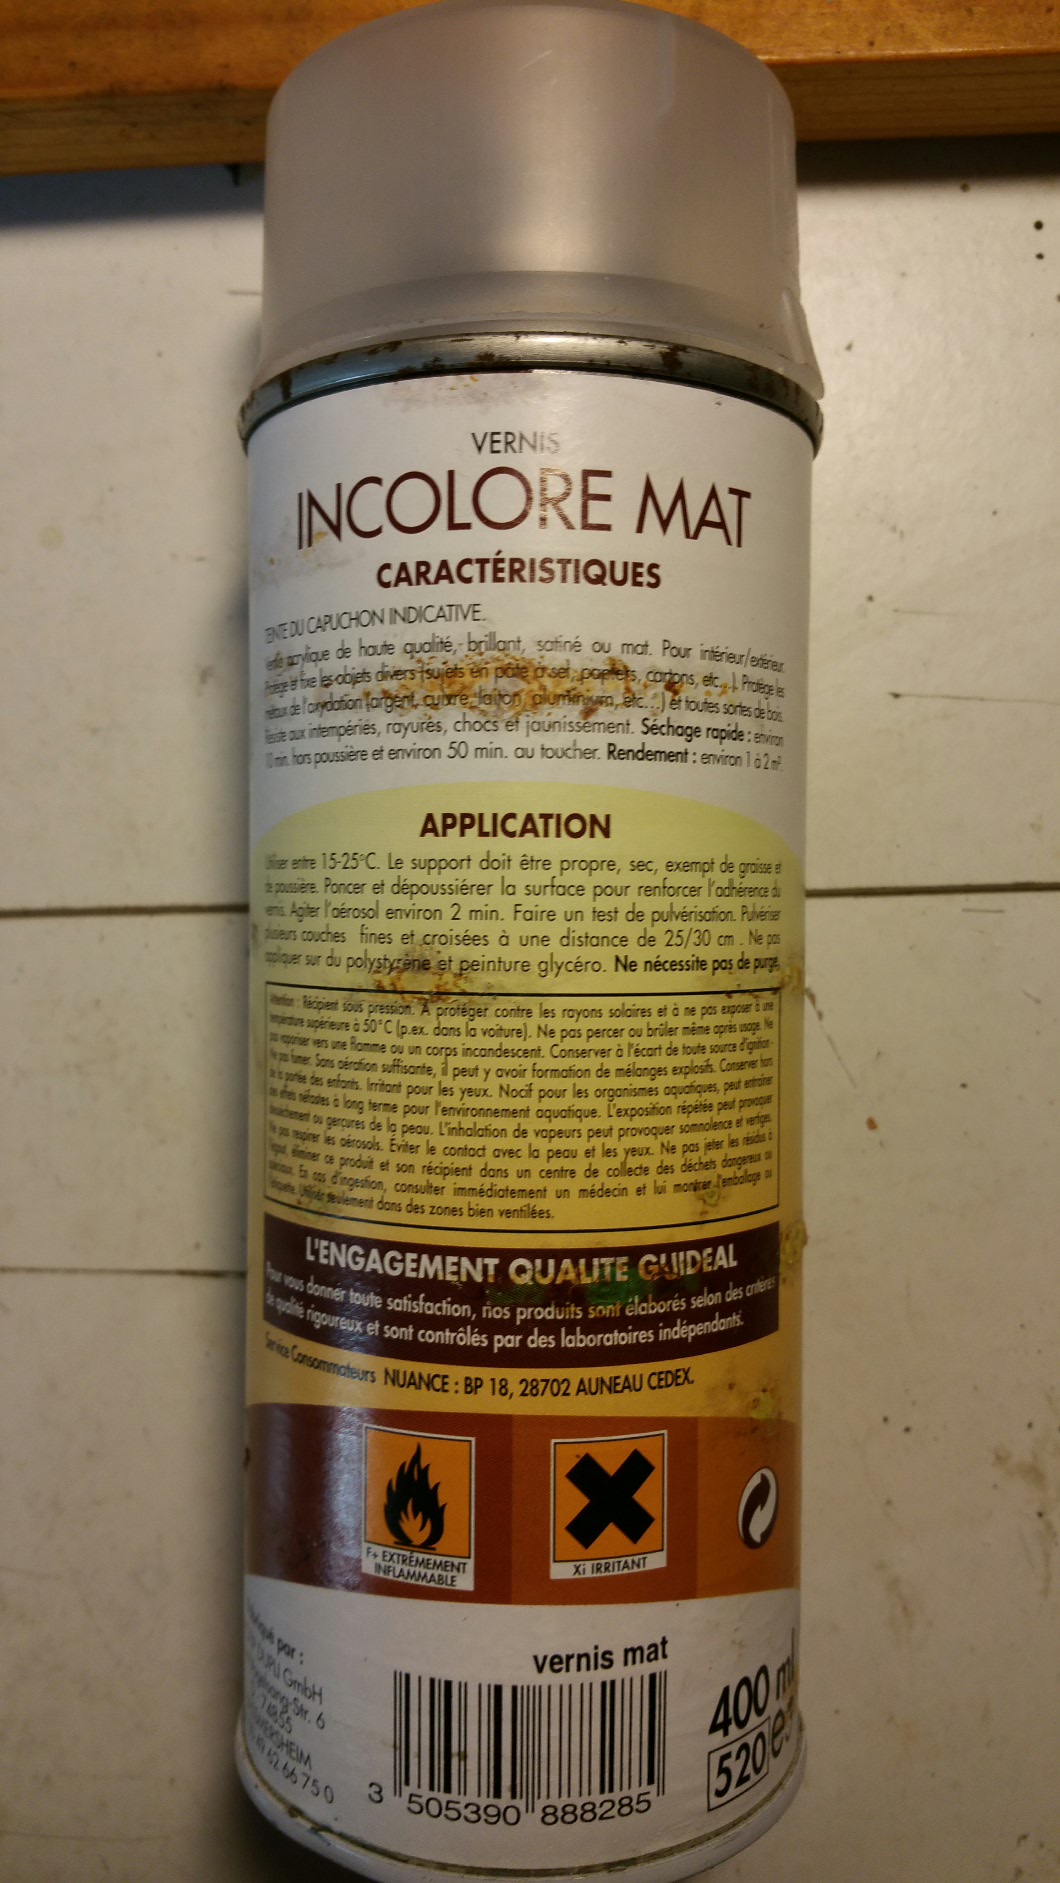 VERNIS
INCOLORE MAT
CARACTÉRISTIQUES
TEINTE DU CAPUCHON INDICATIVE.
acrylique de haute qualité, brillant, satiné ou mat. Pour intérieur/extérieur.
Protège et fixe les objets divers (sujets en pâte à sel, papiers, cartons, etc...). Protège les
métaux de l'oxydation (argent, cuivre, laiton, aluminium, etc...) et toutes sortes de bois.
Résiste aux intempéries, rayures, chocs et jaunissement. Séchage rapide : environ
10 min. hors poussière et environ 50 min. au toucher. Rendement : environ 1 à 2 m².
APPLICATION
Utiliser entre 15-25°C. Le support doit être propre, sec, exempt de graisse et
de poussière. Poncer et dépoussiérer la surface pour renforcer l'adhérence du
vernis. Agiter l'aérosol environ 2 min. Faire un test de pulvérisation. Pulvériser
plusieurs couches fines et croisées à une distance de 25/30 cm . Ne pas
appliquer sur du polystyrène et peinture glycéro. Ne nécessite pas de purge.
Attention : Récipient sous pression. A protéger contre les rayons solaires et à ne pas exposer à une
température supérieure à 50°C (p.ex. dans la voiture). Ne pas percer ou brûler même après usage. Ne
pas vaporiser vers une flamme ou un corps incandescent. Conserver à l'écart de toute source d'ignition -
Ne pas fumer. Sans aération suffisante, il peut y avoir formation de mélanges explosifs. Conserver hors
de la portée des enfants. Irritant pour les yeux. Nocif pour les organismes aquatiques, peut entraîner
des effets néfastes à long terme pour l'environnement aquatique. L'exposition répétée peut provoquer
dessèchement ou gerçures de la peau. L'inhalation de vapeurs peut provoquer somnolence et vertiges.
Ne pas respirer les aérosols. Éviter le contact avec la peau et les yeux. Ne pas jeter les résidus à
l'égout, éliminer ce produit et son récipient dans un centre de collecte des déchets dangereux ou
spéciaux. En cas d'ingestion, consulter immédiatement un médecin et lui montrer l'emballage ou
l'étiquette. Utiliser seulement dans des zones bien ventilées.
L'ENGAGEMENT QUALITE GUIDEAL
Pour vous donner toute satisfaction, nos produits sont élaborés selon des critères
de qualité rigoureux et sont contrôlés par des laboratoires indépendants.
Service Consommateurs NUANCE : BP 18, 28702 AUNEAU CEDEX.
F+ EXTRÊMEMENT
INFLAMMABLE
Xi IRRITANT
par :
DUPLI GmbH
Str. 6
74855
62 66 75 0
vernis mat
3 505390 888285
400 ml
520